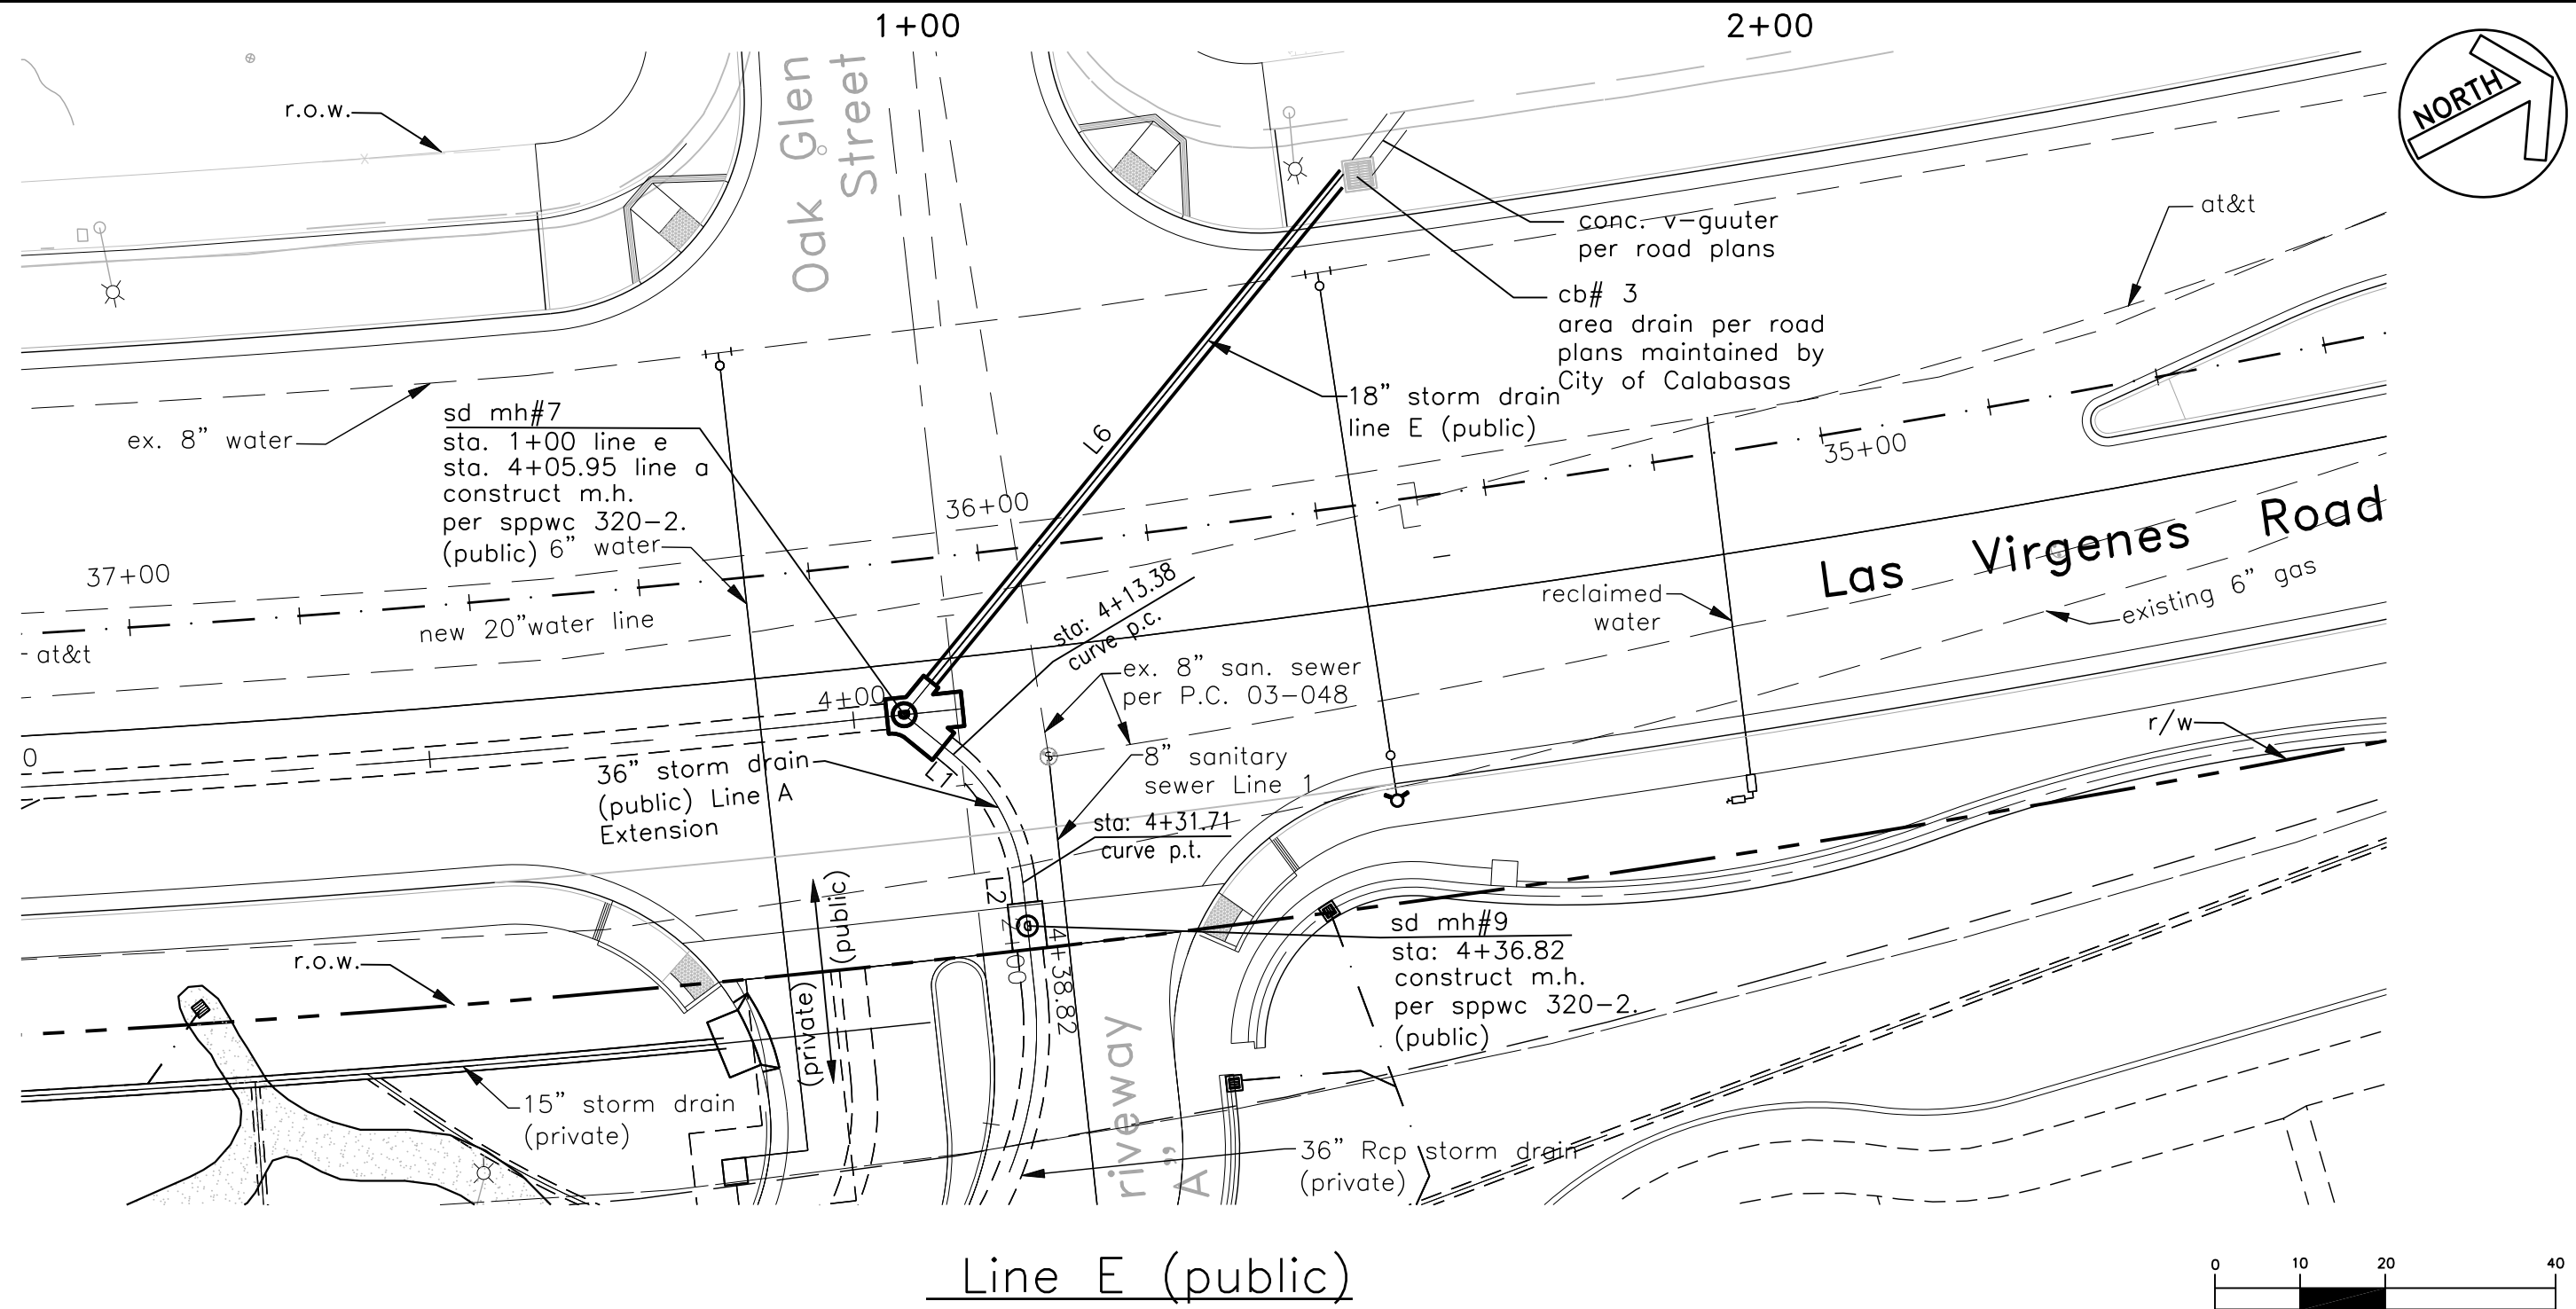 1+00
2+00
NORTH
r.o.w.
Oak Glen
Street
conc. v-guuter
per road plans
at&t
cb# 3
area drain per road
plans maintained by
City of Calabasas
18" storm drain
line E (public)
ex. 8" water
sd mh#7
sta. 1+00 line e
sta. 4+05.95 line a
construct m.h.
per sppwc 320-2.
(public)
6" water
L6
36+00
35+00
37+00
Las Virgenes Road
new 20"water line
at&t
sta: 4+13.38
curve p.c.
reclaimed
water
existing 6" gas
ex. 8" san. sewer
per P.C. 03-048
4+00
r/w
0
S
L1
36" storm drain
(public) Line A
Extension
8" sanitary
sewer Line 1
sta: 4+31.71
curve p.t.
L2
(public)
(private)
4+38.82
sd mh#9
sta: 4+36.82
construct m.h.
per sppwc 320-2.
(public)
r.o.w.
15" storm drain
(private)
riveway
A"
36" Rcp storm drain
(private)
Line E (public)
0 10 20 40